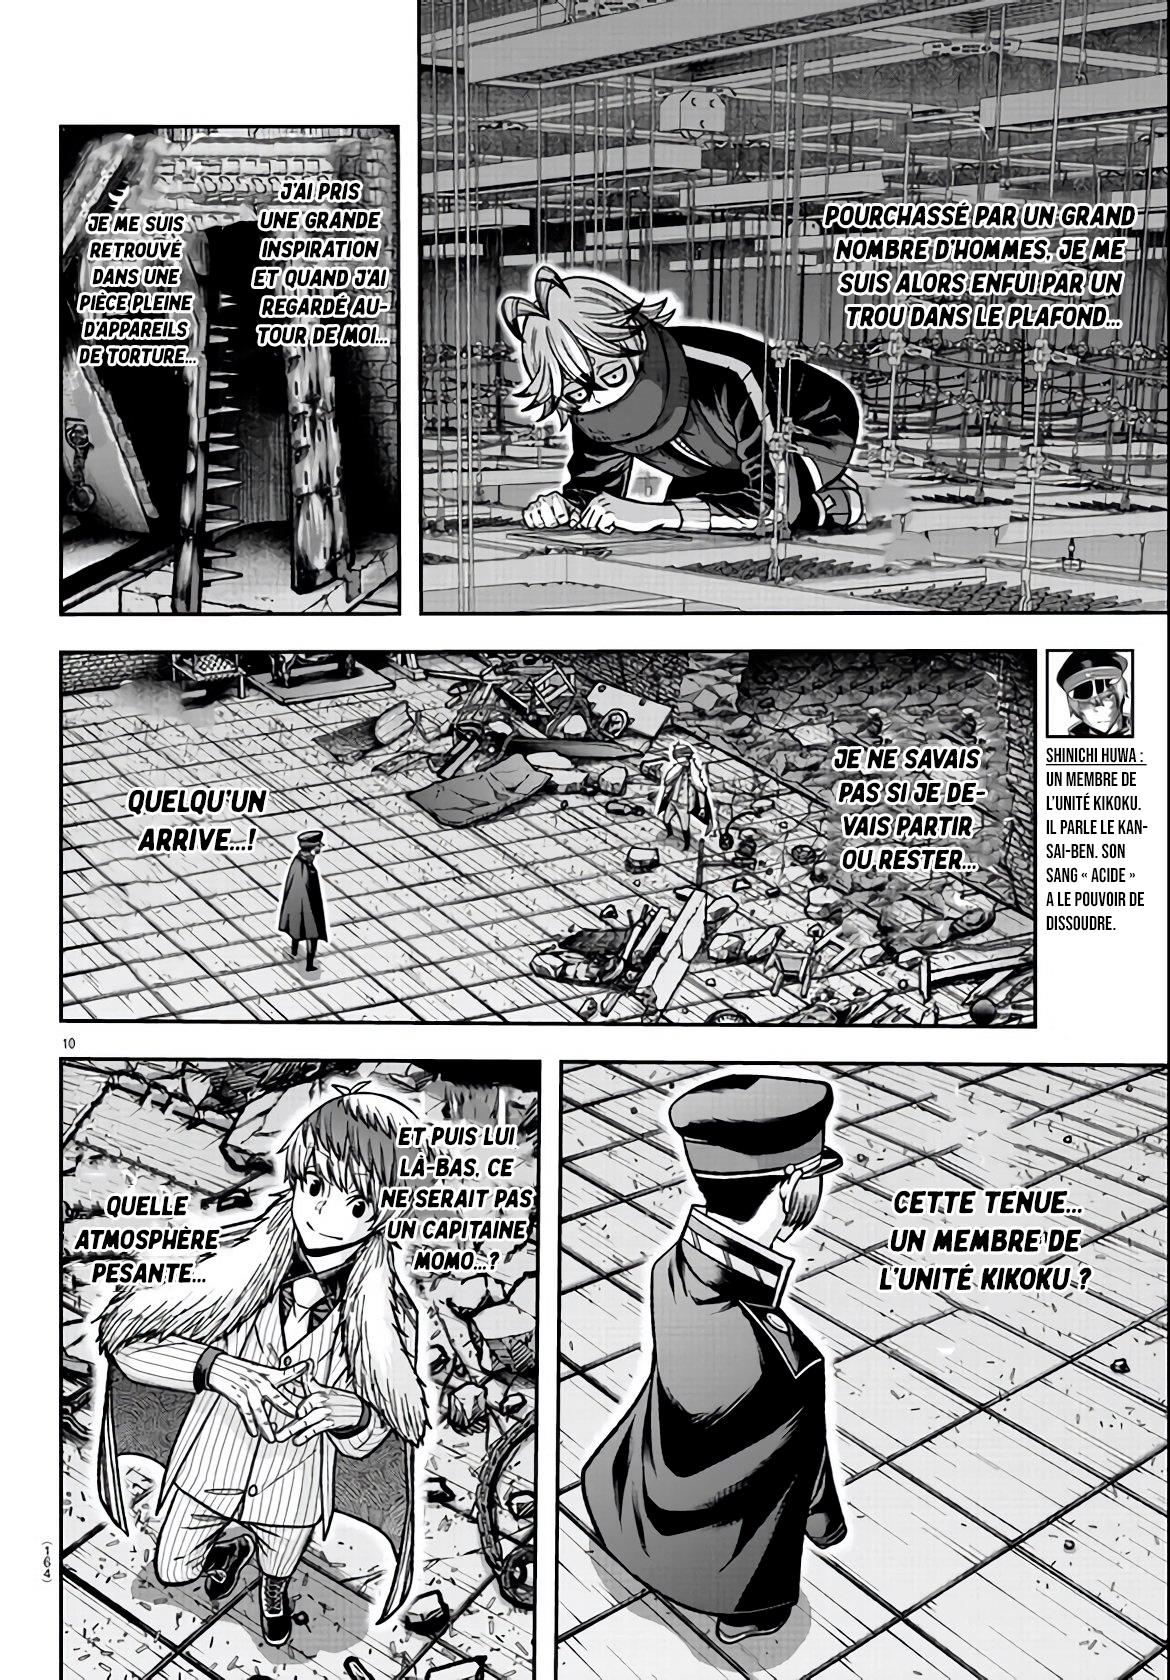 POURCHASSÉ PAR UN GRAND
NOMBRE D'HOMMES, JE ME
SUIS ALORS ENFUI PAR UN
TROU DANS LE PLAFOND...
J'AI PRIS
UNE GRANDE
INSPIRATION
ET QUAND J'AI
REGARDÉ AU-
TOUR DE MOI...
JE ME SUIS
RETROUVÉ
DANS UNE
PIÈCE PLEINE
D'APPAREILS
DE TORTURE...
SHINICHI HUWA :
UN MEMBRE DE
L'UNITÉ KIKOKU.
IL PARLE LE KAN-
SAI-BEN. SON
SANG « ACIDE »
A LE POUVOIR DE
DISSOUDRE.
JE NE SAVAIS
PAS SI JE DE-
VAIS PARTIR
OU RESTER...
QUELQU'UN
ARRIVE...!
10
CETTE TENUE...
UN MEMBRE DE
L'UNITÉ KIKOKU ?
ET PUIS LUI
LÀ-BAS, CE
NE SERAIT PAS
UN CAPITAINE
MOMO...?
QUELLE
ATMOSPHÈRE
PESANTE...
(164)